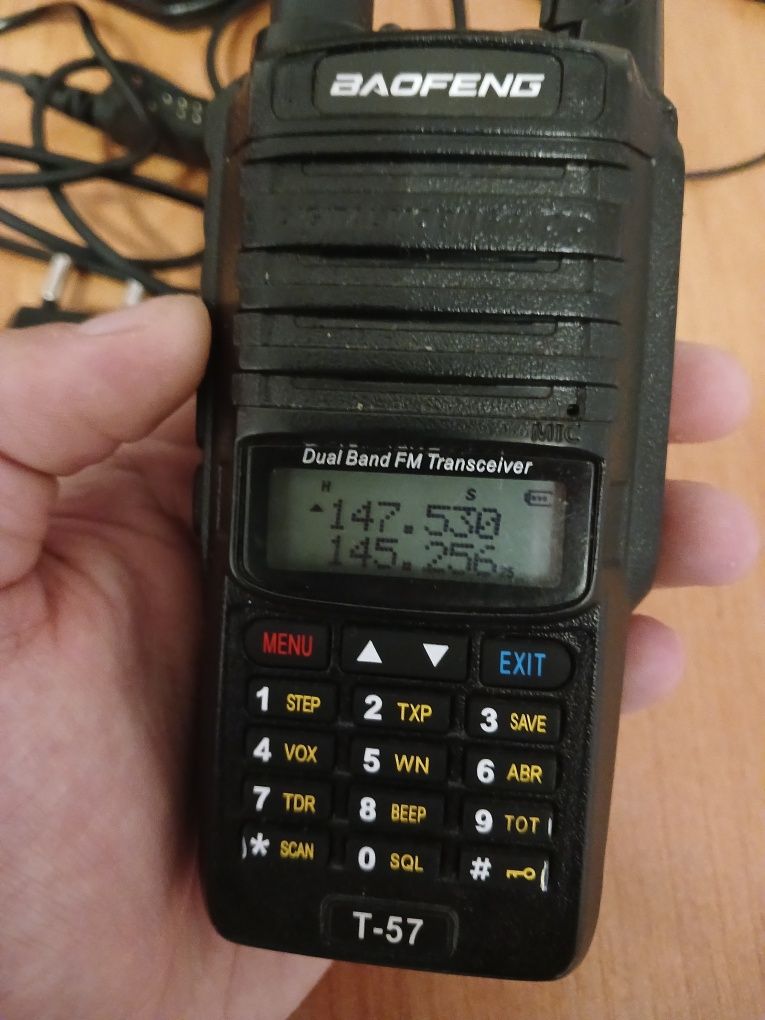 BAOFENG
MIC
Dual Band FM Transceiver
H S
▲147.530
145.256
MENU ▲ ▼ EXIT
1 STEP 2 TXP 3 SAVE
4 VOX 5 WN 6 ABR
7 TDR 8 BEEP 9 TOT
* SCAN 0 SQL #
T-57